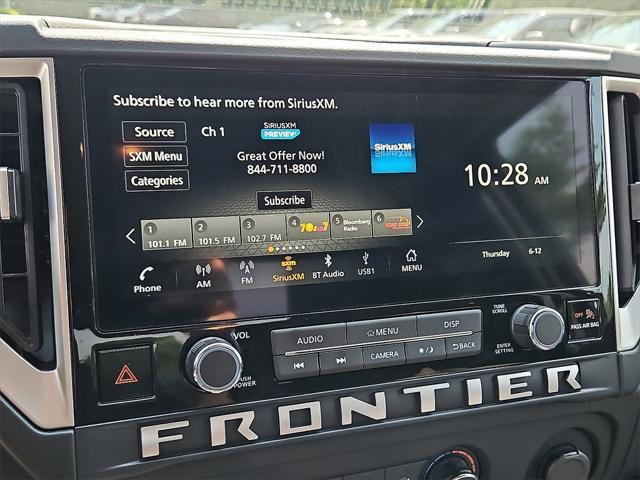 Subscribe to hear more from SiriusXM.
Source Ch 1 SIRIUSXM
PREVIEW
SiriusXM
SXM Menu Great Offer Now!
844-711-8800
Categories
10:28 AM
Subscribe
1 2 3 4 5 6
101.1 FM 101.5 FM 102.7 FM 70s 7 Bloomberg
Radio
Thursday 6-12
Phone AM FM sxm SiriusXM BT Audio USB1 MENU
VOL AUDIO MENU DISP TUNE
SCROLL
CAMERA BACK ENTER
SETTING
PUSH
POWER
OFF
PASS AIR BAG
FRONTIER